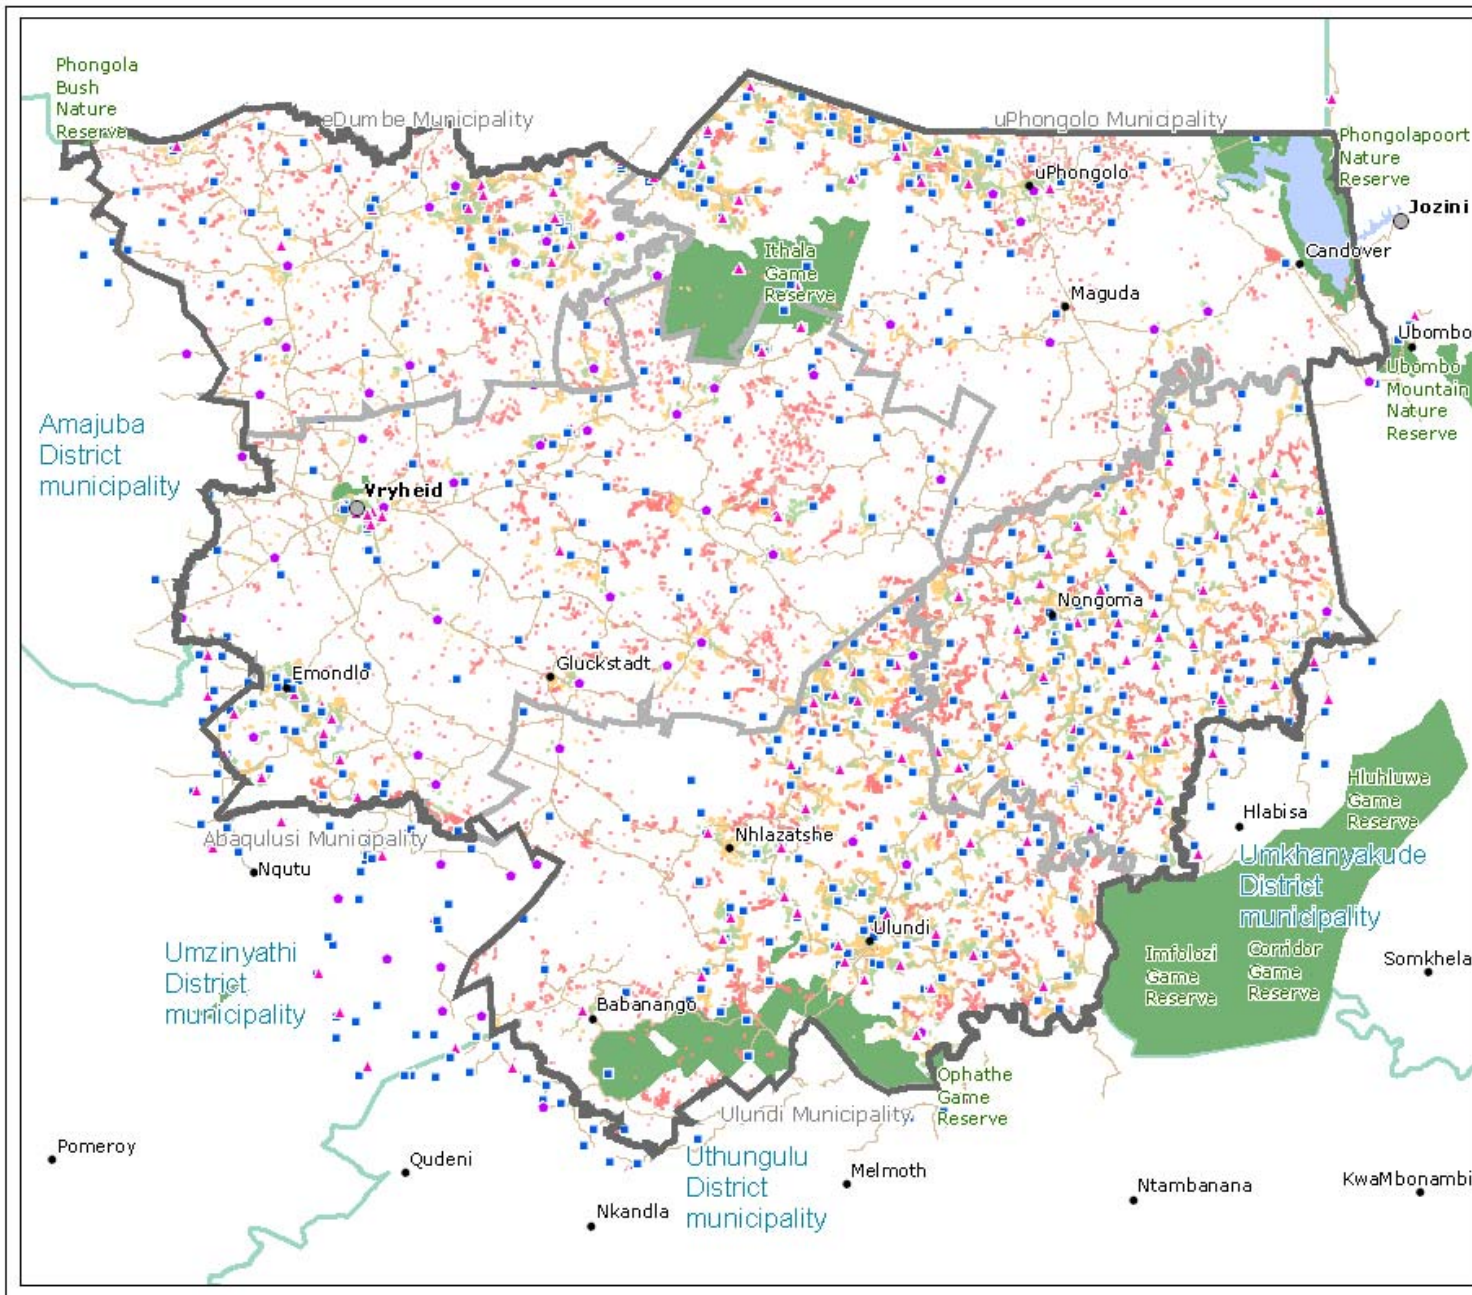 Phongola
Bush
Nature
Reserve
eDumbe Municipality
uPhongolo Municipality
Phongolapoort
Nature
Reserve
uPhongolo
Jozini
Ithala
Game
Reserve
Candover
Maguda
Ubombo
Ubombo
Mountain
Nature
Reserve
Amajuba
District
municipality
Vryheid
Nongoma
Gluckstadt
Emondlo
Hluhluwe
Game
Reserve
Hlabisa
Abaqulusi Municipality
Nhlazatshe
Nqutu
Umkhanyakude
District
municipality
Ulundi
Umzinyathi
District
municipality
Imfolozi
Game
Reserve
Corridor
Game
Reserve
Somkhela
Babanango
Ophathe
Game
Reserve
Ulundi Municipality
Pomeroy
Qudeni
Uthungulu
District
municipality
Melmoth
Ntambanana
KwaMbonambi
Nkandla